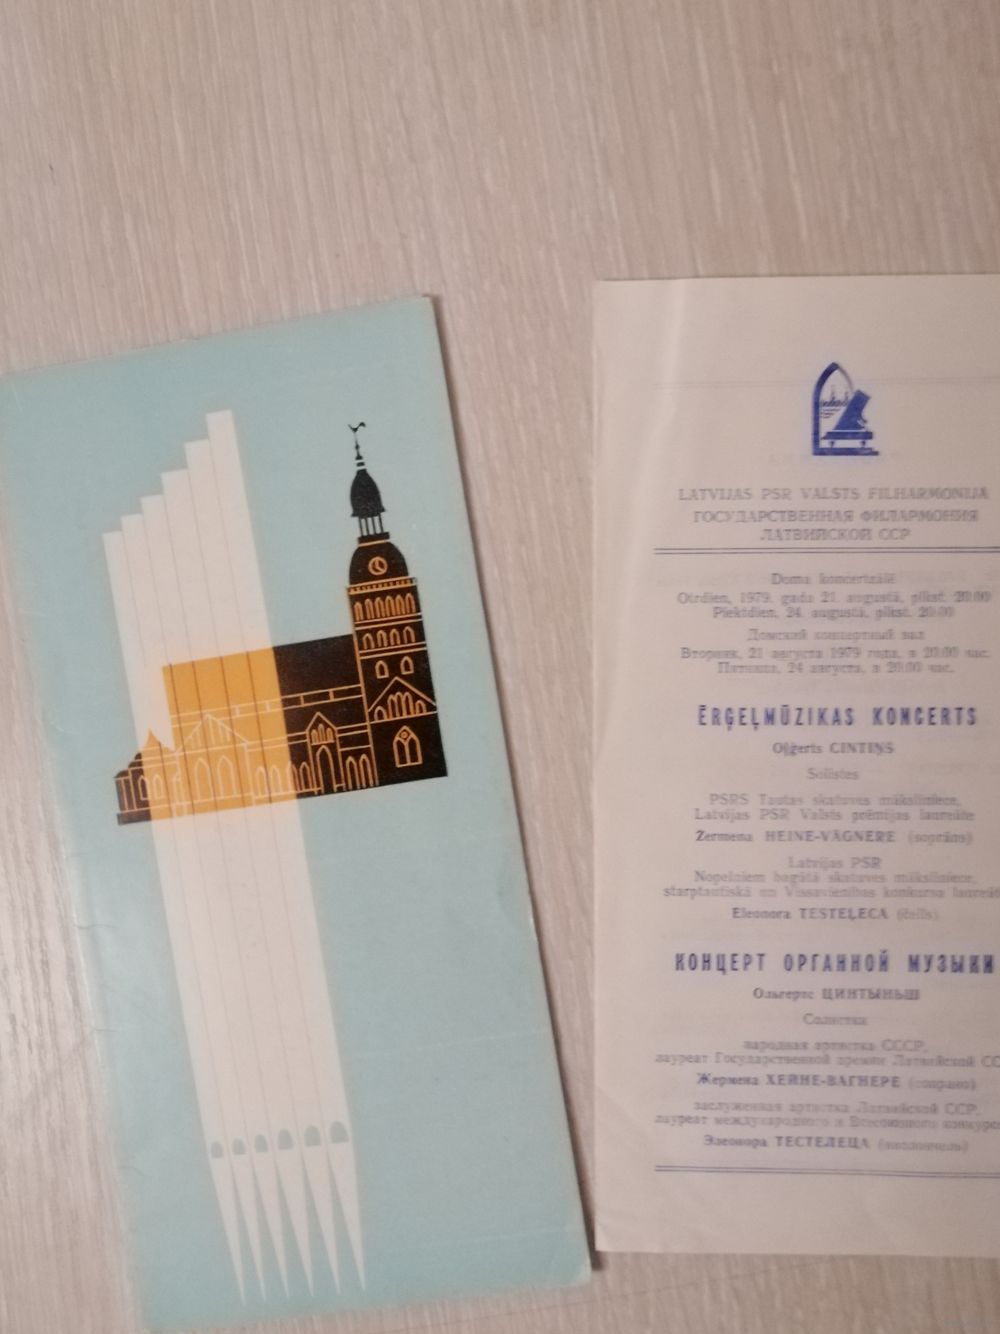 LATVIJAS PSR VALSTS FILHARMONIJA
ГОСУДАРСТВЕННАЯ ФИЛАРМОНИЯ
ЛАТВИЙСКОЙ ССР
Doma koncertzālē
Otrdien, 1979. gada 21. augustā, plkst. 20.00
Piektdien, 24. augustā, plkst. 20.00
Домский концертный зал
Вторник, 21 августа 1979 года, в 20.00 час.
Пятница, 24 августа, в 20.00 час.
ĒRĢEĻMŪZIKAS KONCERTS
Oļģerts CINTIŅŠ
Solistes
PSRS Tautas skatuves māksliniece,
Latvijas PSR Valsts prēmijas laureāte
Žermena HEINE-VĀGNERE (soprāns)
Latvijas PSR
Nopelniem bagātā skatuves māksliniece,
starptautiskā un Vissavienības konkursa laureāte
Eleonora TESTEĻECA (čells)
КОНЦЕРТ ОРГАННОЙ МУЗЫКИ
Ольгертс ЦИНТЫНЬШ
Солистки
народная артистка СССР,
лауреат Государственной премии Латвийской СС
Жермена ХЕЙНЕ-ВАГНЕРЕ (сопрано)
заслуженная артистка Латвийской ССР,
лауреат международного и Всесоюзного конкурсо
Элеонора ТЕСТЕЛЕЦА (виолончель)